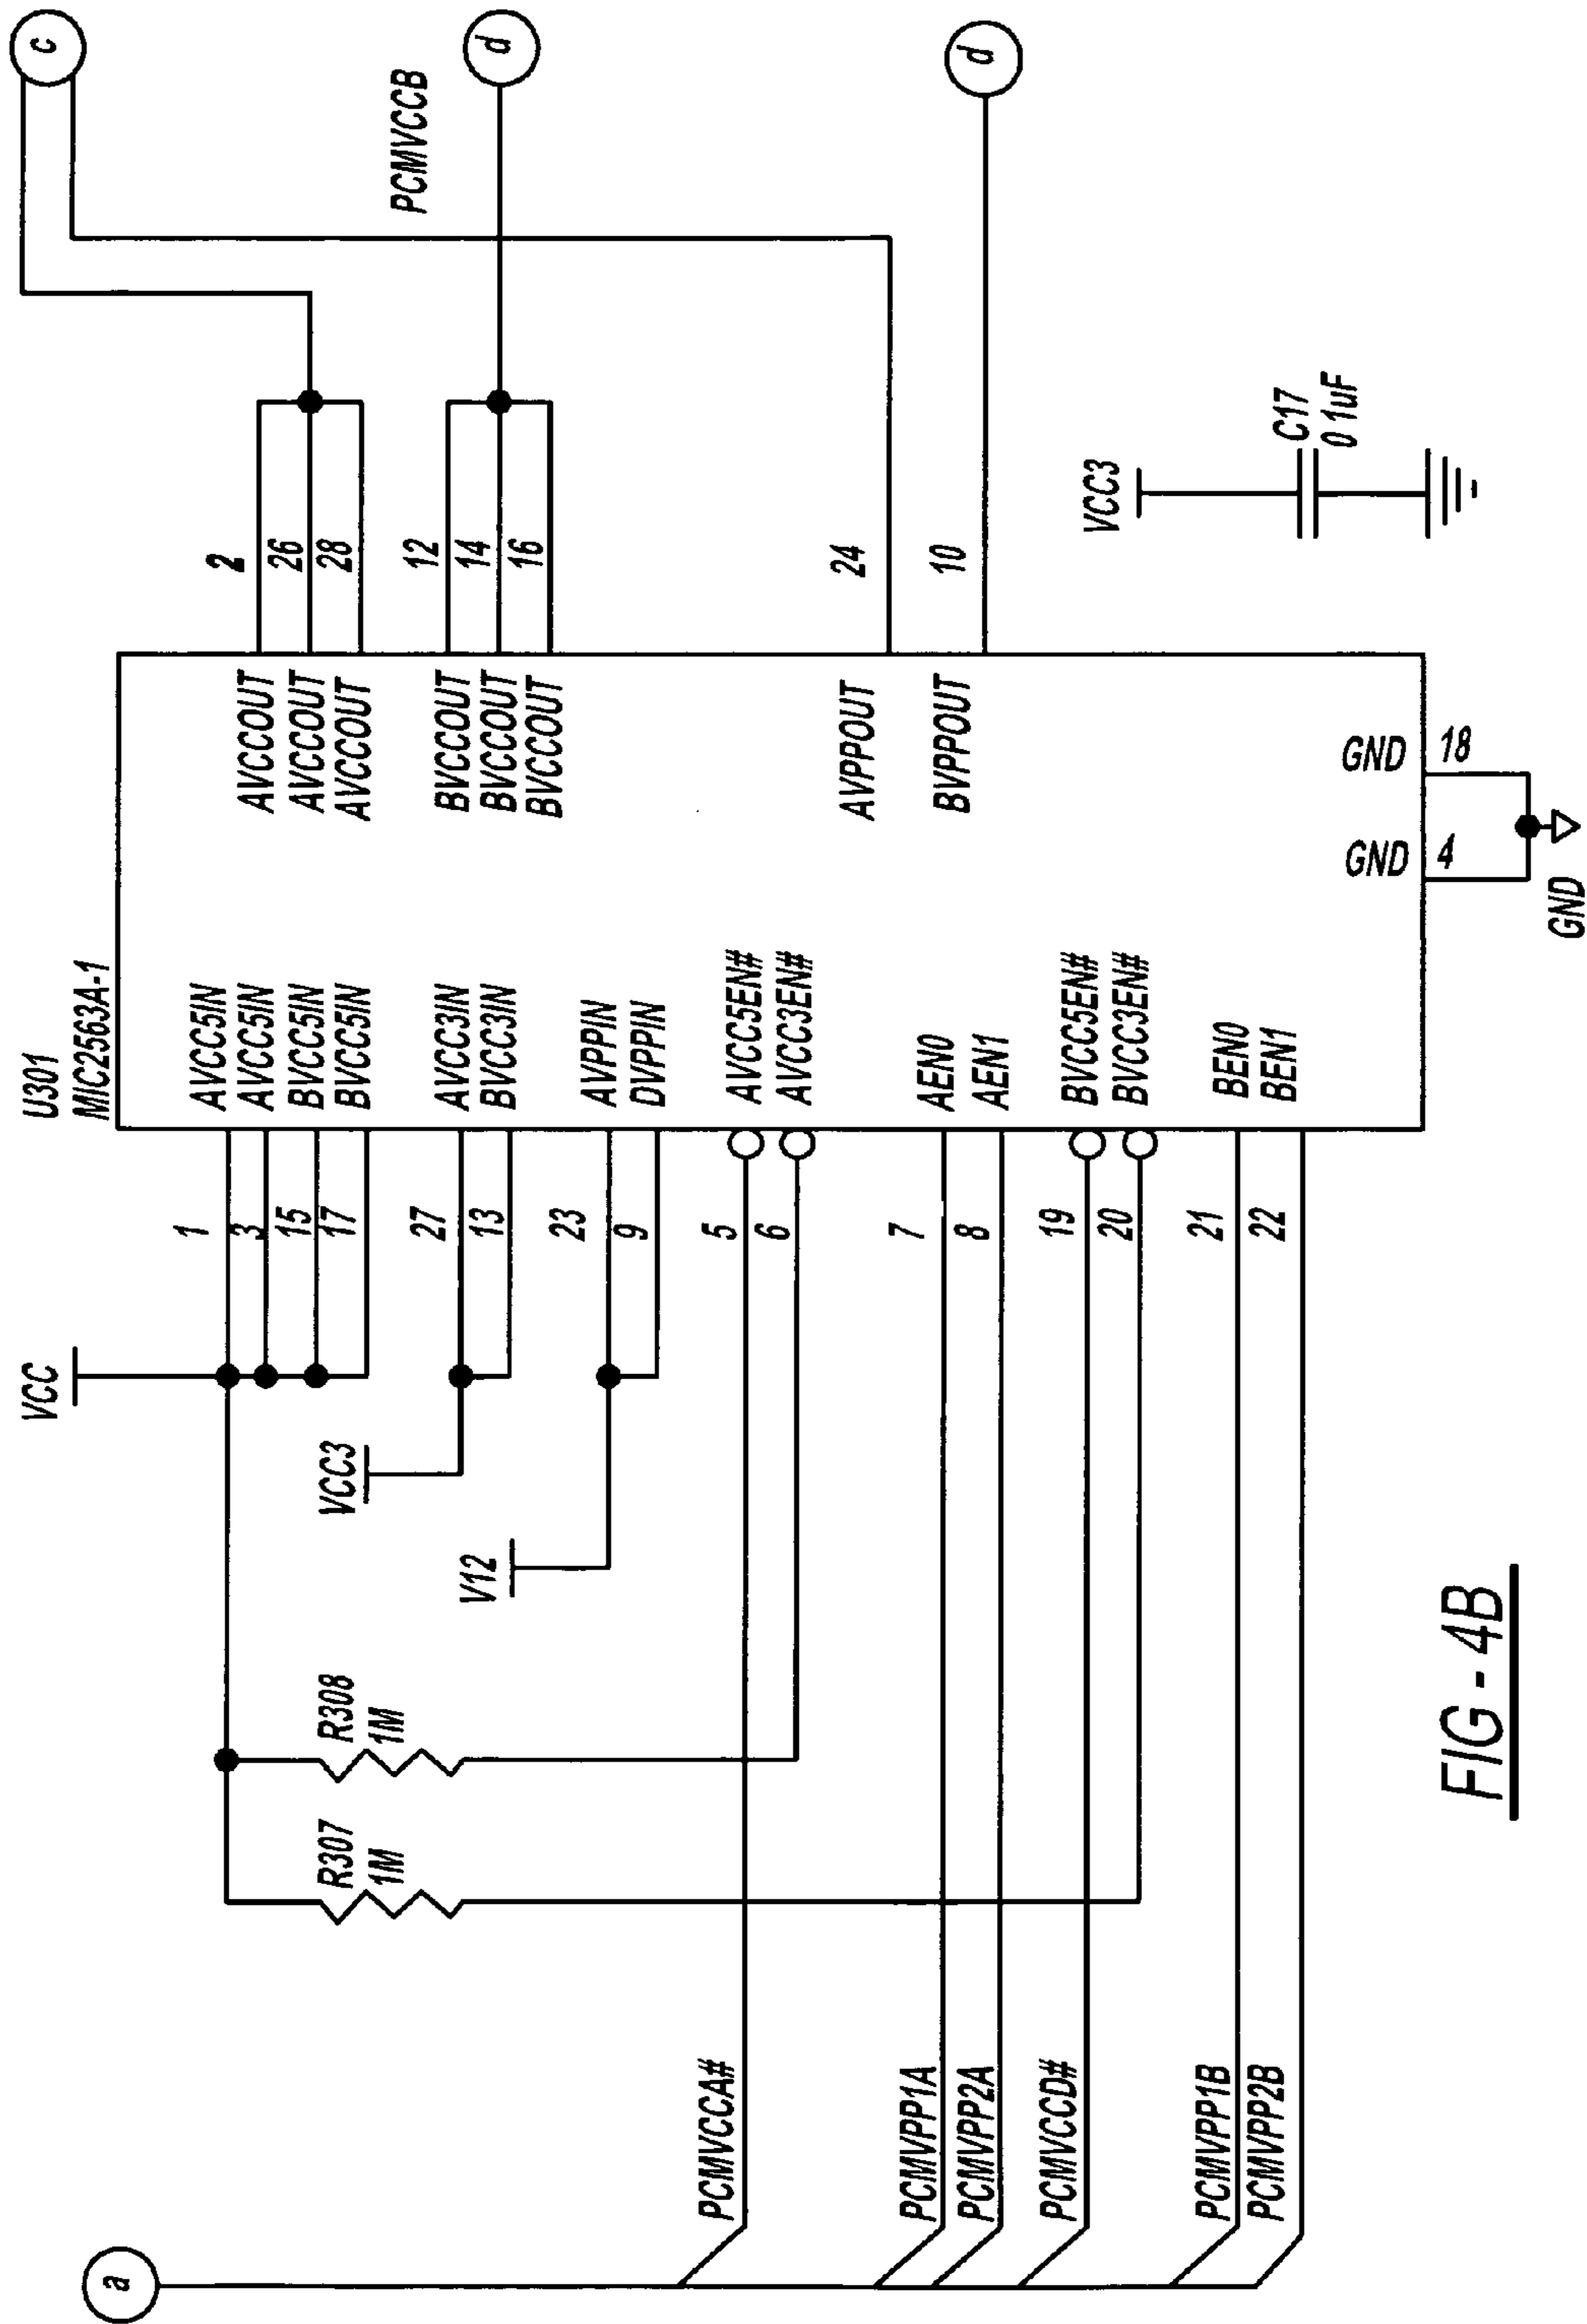 a
c
d
d
PCMVCCB
U301
MIC2563A-1
VCC
VCC3
V12
R307
1M
R308
1M
1
3
15
17
27
13
23
9
5
6
7
8
19
20
21
22
AVCC5IN
AVCC5IN
BVCC5IN
BVCC5IN
AVCC3IN
BVCC3IN
AVPPIN
DVPPIN
AVCC5EN#
AVCC3EN#
AEN0
AEN1
BVCC5EN#
BVCC3EN#
BEN0
BEN1
AVCCOUT
AVCCOUT
AVCCOUT
BVCCOUT
BVCCOUT
BVCCOUT
AVPPOUT
BVPPOUT
2
26
28
12
14
16
24
10
PCMVCCA#
PCMVPP1A
PCMVPP2A
PCMVCCD#
PCMVPP1B
PCMVPP2B
GND
GND
4
18
GND
VCC3
C17
0 1uF
FIG - 4B